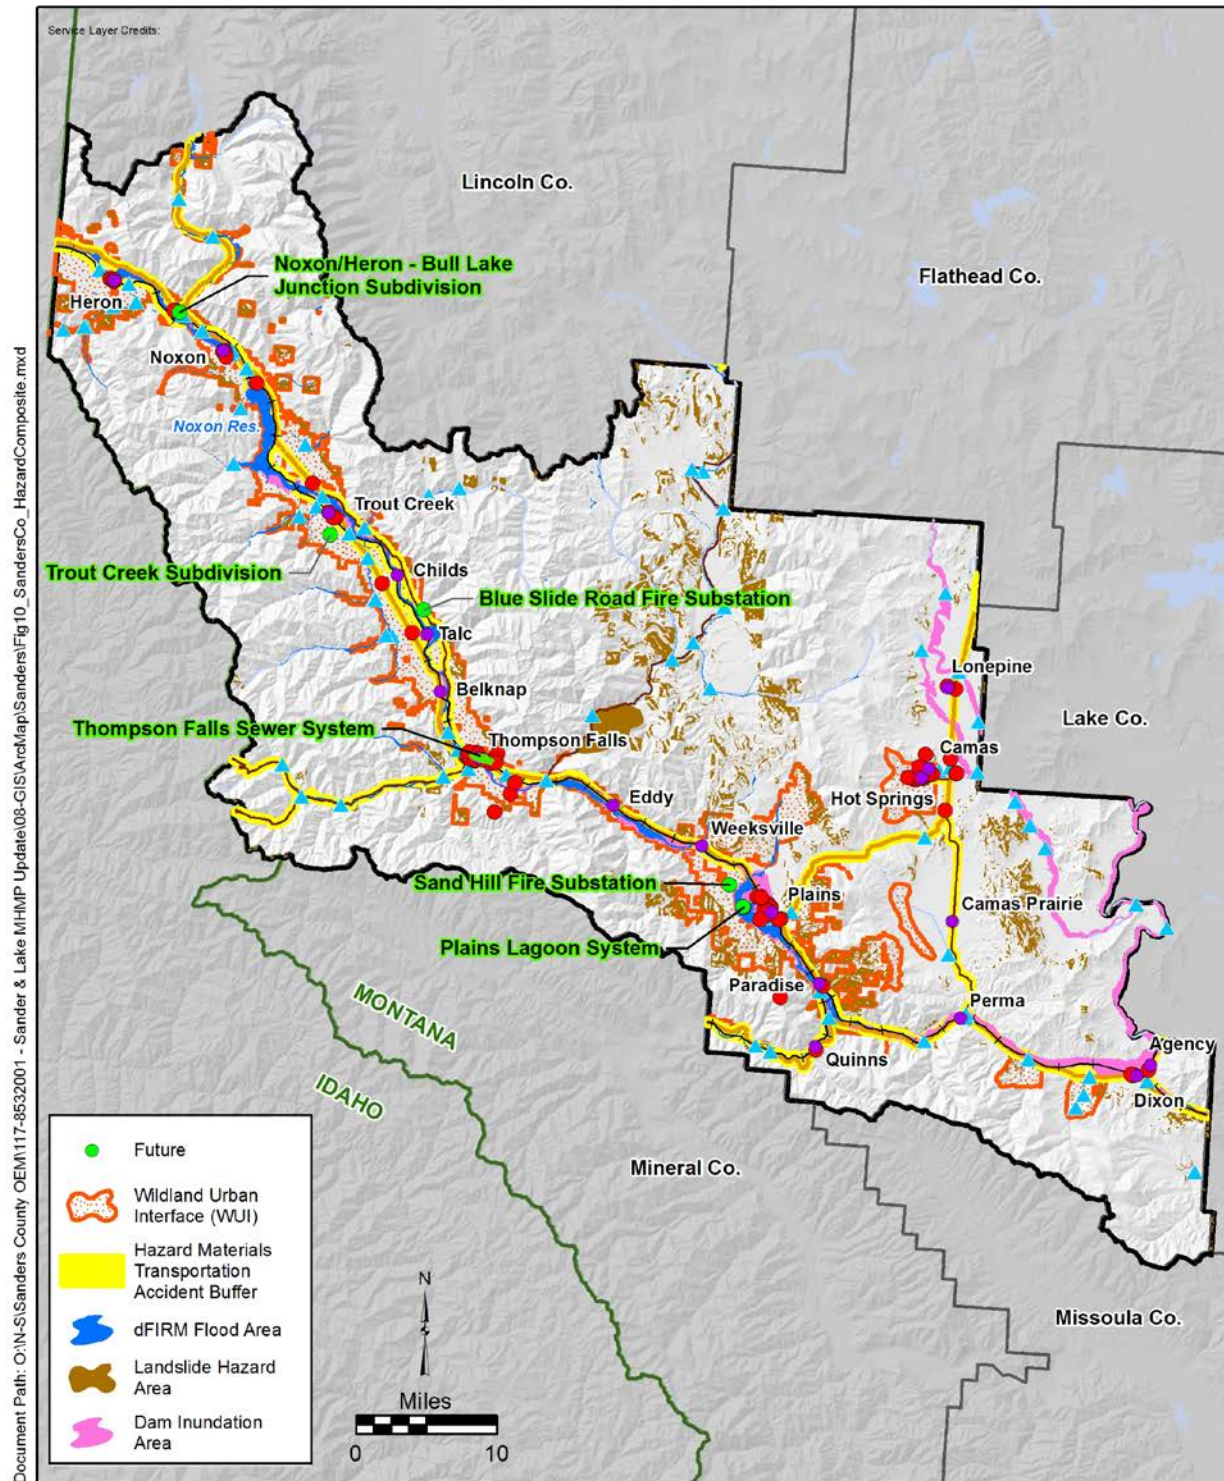 Service Layer Credits:
Lincoln Co.
Flathead Co.
Noxon/Heron - Bull Lake
Junction Subdivision
Heron
Noxon
Noxon Res.
Trout Creek
Trout Creek Subdivision
Childs
Blue Slide Road Fire Substation
Talc
Belknap
Lonepine
Lake Co.
Thompson Falls Sewer System
Thompson Falls
Camas
Hot Springs
Eddy
Weeksville
Sand Hill Fire Substation
Plains
Camas Prairie
Plains Lagoon System
Paradise
Perma
Agency
Quinns
Dixon
MONTANA
IDAHO
Mineral Co.
Missoula Co.
Future
Wildland Urban
Interface (WUI)
Hazard Materials
Transportation
Accident Buffer
dFIRM Flood Area
Landslide Hazard
Area
Dam Inundation
Area
N
Miles
0 10
Document Path: O:\N-S\Sanders County OEM\117-8532001 - Sander & Lake MHMP Update\08-GIS\ArcMap\Sanders\Fig10_SandersCo_HazardComposite.mxd